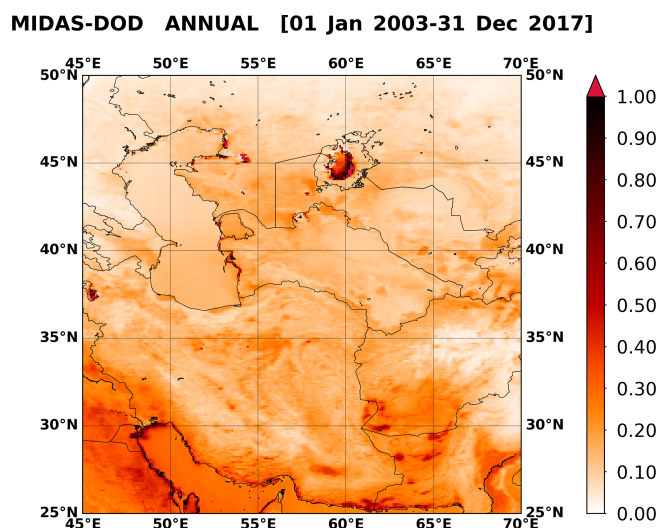 MIDAS-DOD ANNUAL [01 Jan 2003-31 Dec 2017]
45°N 50°E 55°E 60°E 65°E 70°E
50°N 50°N
45°N 45°N
40°N 40°N
35°N 35°N
30°N 30°N
25°N 25°N
45°E 50°E 55°E 60°E 65°E 70°E
1.00
0.90
0.80
0.70
0.60
0.50
0.40
0.30
0.20
0.10
0.00